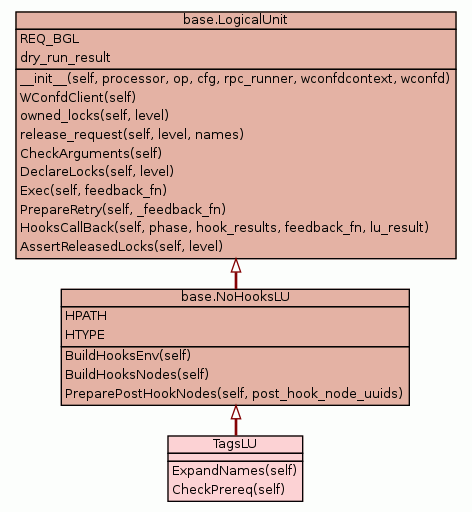 base.LogicalUnit
REQ_BGL
dry_run_result
__init__(self, processor, op, cfg, rpc_runner, wconfdcontext, wconfd)
WConfdClient(self)
owned_locks(self, level)
release_request(self, level, names)
CheckArguments(self)
DeclareLocks(self, level)
Exec(self, feedback_fn)
PrepareRetry(self, _feedback_fn)
HooksCallBack(self, phase, hook_results, feedback_fn, lu_result)
AssertReleasedLocks(self, level)
base.NoHooksLU
HPATH
HTYPE
BuildHooksEnv(self)
BuildHooksNodes(self)
PreparePostHookNodes(self, post_hook_node_uuids)
TagsLU
ExpandNames(self)
CheckPrereq(self)